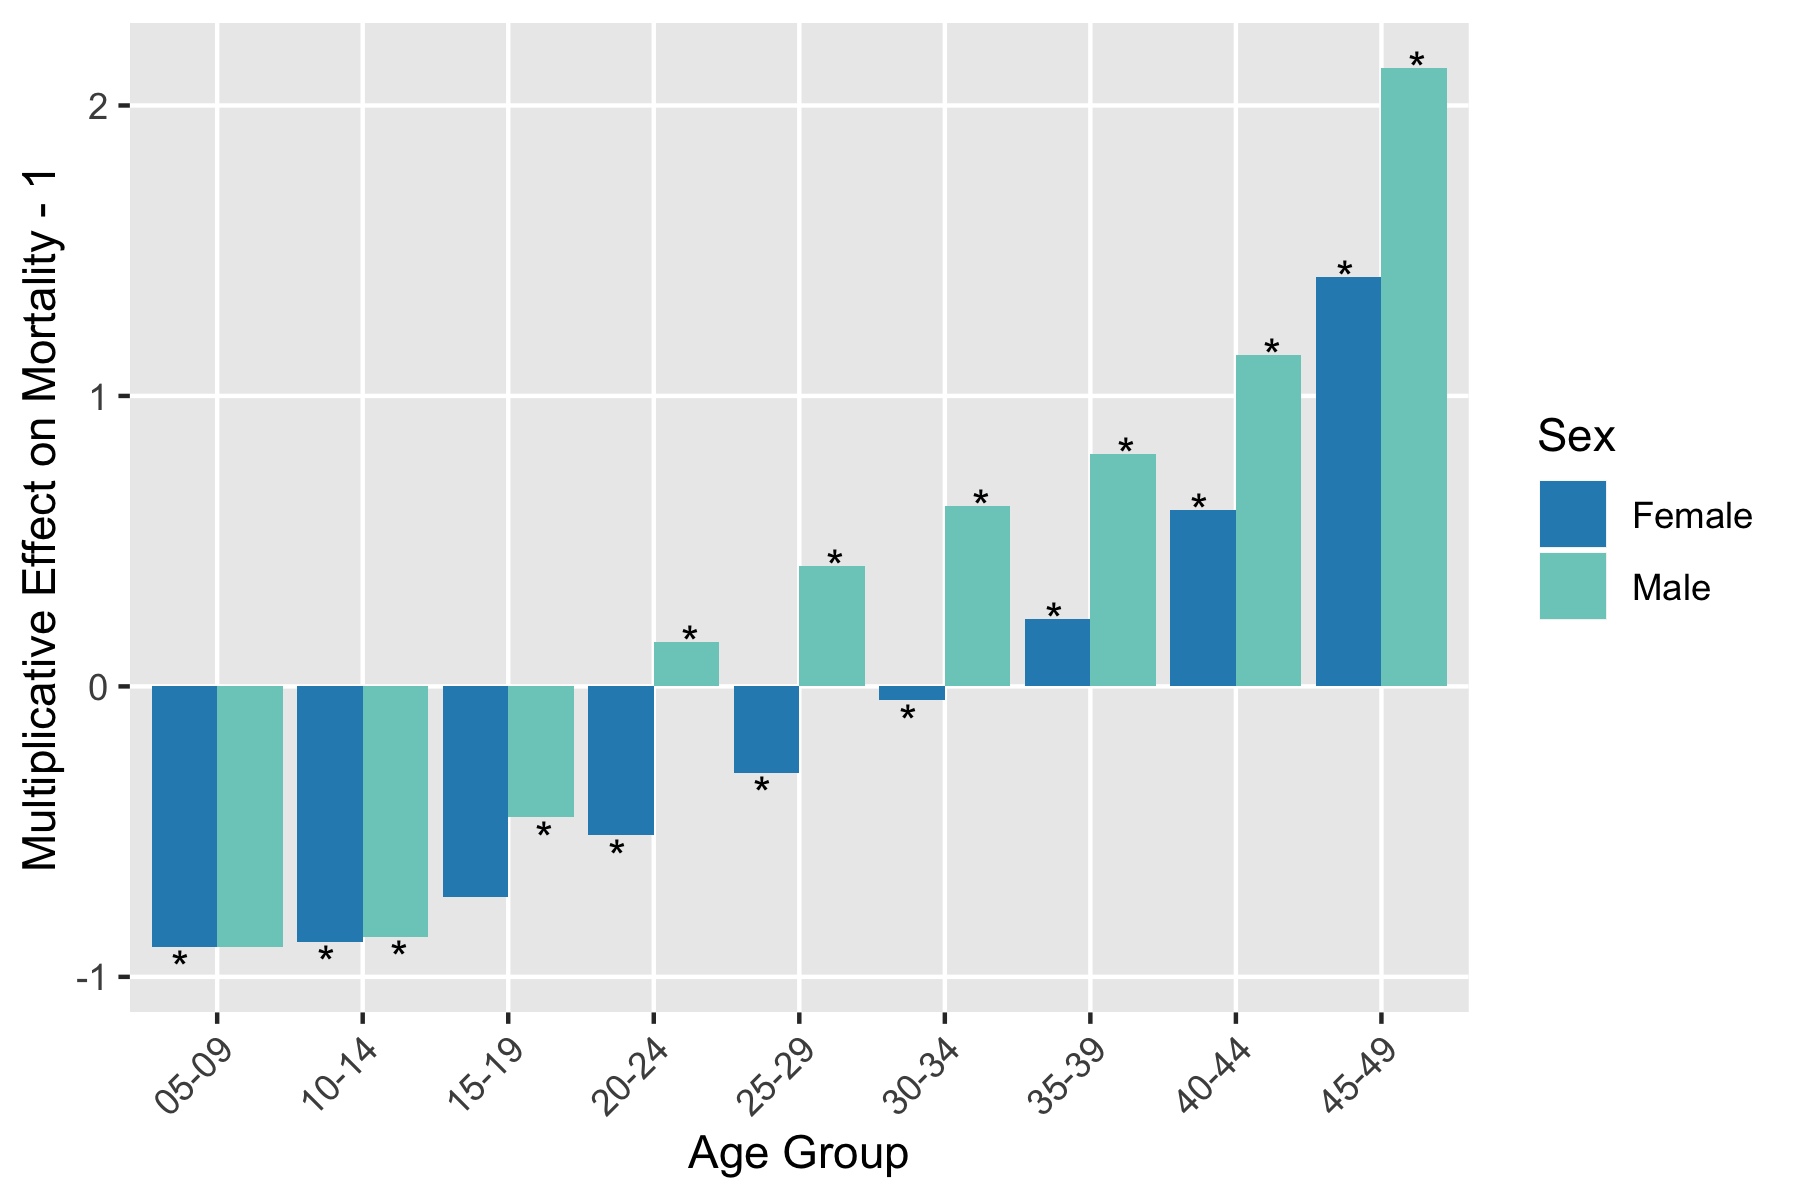 Multiplicative Effect on Mortality - 1
2
1
0
-1
* * * * * * * * * * * * * * * *
05-09
10-14
15-19
20-24
25-29
30-34
35-39
40-44
45-49
Age Group
Sex
Female
Male